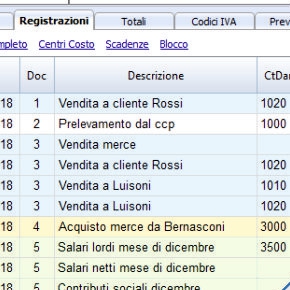 Registrazioni Totali Codici IVA
Centri Costo Scadenze Blocco
Doc Descrizione
18 1 Vendita a cliente Rossi 1020
18 2 Prelevamento dal ccp 1000
18 3 Vendita merce
18 3 Vendita a cliente Rossi 1020
18 3 Vendita a Luisoni 1010
18 3 Vendita a Luisoni 1020
18 4 Acquisto merce da Bernasconi 3000
18 5 Salari lordi mese di dicembre 3500
18 5 Salari netti mese di dicembre
18 5 Contributi sociali dicembre